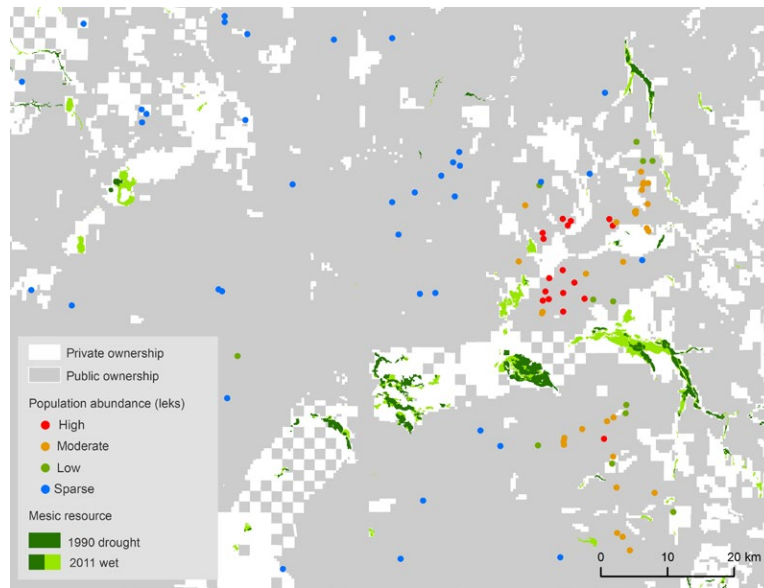 Private ownership
Public ownership
Population abundance (leks)
High
Moderate
Low
Sparse
Mesic resource
1990 drought
2011 wet
0 10 20 km